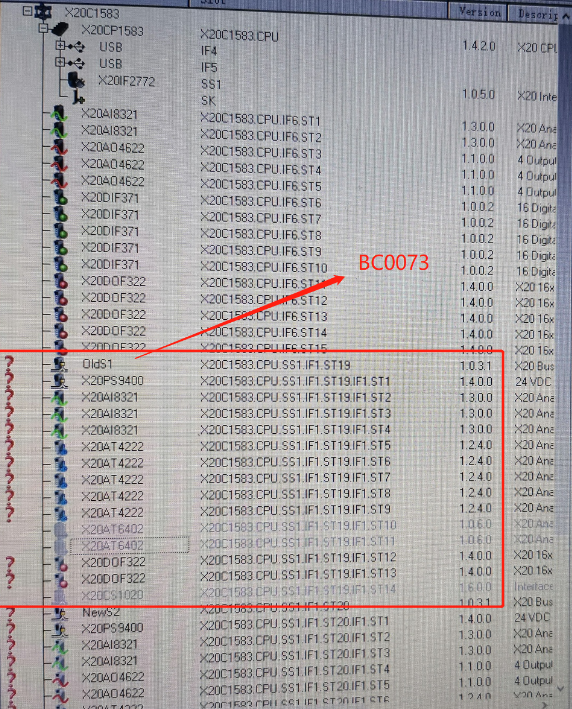 Slot Version Descrip
X20C1583
X20CP1583 X20C1583.CPU 1.4.2.0 X20 CPU
USB IF4
USB IF5
X20IF2772 SS1
SK 1.0.5.0 X20 Inte
X20AI8321 X20C1583.CPU.IF6.ST1 1.3.0.0 X20 Ana
X20AI8321 X20C1583.CPU.IF6.ST2 1.3.0.0 X20 Ana
X20AO4622 X20C1583.CPU.IF6.ST3 1.1.0.0 4 Output
X20AO4622 X20C1583.CPU.IF6.ST4 1.1.0.0 4 Output
X20AO4622 X20C1583.CPU.IF6.ST5 1.1.0.0 4 Output
X20DIF371 X20C1583.CPU.IF6.ST6 1.0.0.2 16 Digita
X20DIF371 X20C1583.CPU.IF6.ST7 1.0.0.2 16 Digita
X20DIF371 X20C1583.CPU.IF6.ST8 1.0.0.2 16 Digita
X20DIF371 X20C1583.CPU.IF6.ST9 1.0.0.2 16 Digita
X20DIF371 X20C1583.CPU.IF6.ST10 1.0.0.2 16 Digita
BC0073
X20DOF322 X20C1583.CPU.IF6.ST11 1.4.0.0 X20 16x
X20DOF322 X20C1583.CPU.IF6.ST12 1.4.0.0 X20 16x
X20DOF322 X20C1583.CPU.IF6.ST13 1.4.0.0 X20 16x
X20DOF322 X20C1583.CPU.IF6.ST14 1.4.0.0 X20 16x
X20DOF322 X20C1583.CPU.IF6.ST15 1.4.0.0 X20 16x
? OldS1 X20C1583.CPU.SS1.IF1.ST19 1.0.3.1 X20 Bus
? X20PS9400 X20C1583.CPU.SS1.IF1.ST19.IF1.ST1 1.4.0.0 24 VDC
? X20AI8321 X20C1583.CPU.SS1.IF1.ST19.IF1.ST2 1.3.0.0 X20 Ana
? X20AI8321 X20C1583.CPU.SS1.IF1.ST19.IF1.ST3 1.3.0.0 X20 Ana
? X20AI8321 X20C1583.CPU.SS1.IF1.ST19.IF1.ST4 1.3.0.0 X20 Ana
? X20AT4222 X20C1583.CPU.SS1.IF1.ST19.IF1.ST5 1.2.4.0 X20 Ana
? X20AT4222 X20C1583.CPU.SS1.IF1.ST19.IF1.ST6 1.2.4.0 X20 Ana
? X20AT4222 X20C1583.CPU.SS1.IF1.ST19.IF1.ST7 1.2.4.0 X20 Ana
? X20AT4222 X20C1583.CPU.SS1.IF1.ST19.IF1.ST8 1.2.4.0 X20 Ana
? X20AT4222 X20C1583.CPU.SS1.IF1.ST19.IF1.ST9 1.2.4.0 X20 Ana
X20AT6402 X20C1583.CPU.SS1.IF1.ST19.IF1.ST10 1.0.6.0 X20 Ana
X20AT6402 X20C1583.CPU.SS1.IF1.ST19.IF1.ST11 1.0.6.0 X20 Ana
? X20DOF322 X20C1583.CPU.SS1.IF1.ST19.IF1.ST12 1.4.0.0 X20 16x
? X20DOF322 X20C1583.CPU.SS1.IF1.ST19.IF1.ST13 1.4.0.0 X20 16x
X20CS1020 X20C1583.CPU.SS1.IF1.ST19.IF1.ST14 1.6.0.0 Interface
? NewS2 X20C1583.CPU.SS1.IF1.ST20 1.0.3.1 X20 Bus
? X20PS9400 X20C1583.CPU.SS1.IF1.ST20.IF1.ST1 1.4.0.0 24 VDC
? X20AI8321 X20C1583.CPU.SS1.IF1.ST20.IF1.ST2 1.3.0.0 X20 Ana
? X20AI8321 X20C1583.CPU.SS1.IF1.ST20.IF1.ST3 1.3.0.0 X20 Ana
? X20AO4622 X20C1583.CPU.SS1.IF1.ST20.IF1.ST4 1.1.0.0 4 Output
? X20AO4622 X20C1583.CPU.SS1.IF1.ST20.IF1.ST5 1.1.0.0 4 Output
X20AT4222 X20C1583.CPU.SS1.IF1.ST20.IF1.ST6 1.2.4.0 X20 Ana